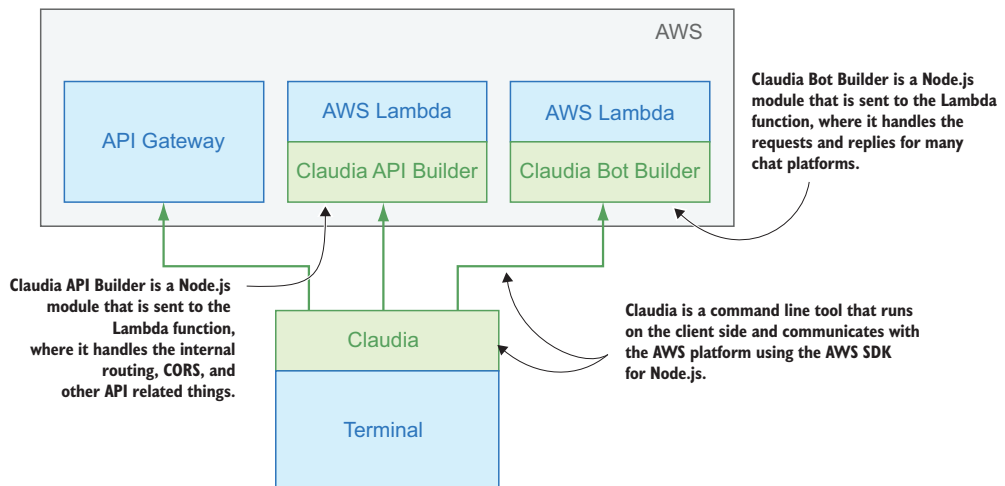 AWS
API Gateway
AWS Lambda
Claudia API Builder
AWS Lambda
Claudia Bot Builder
Claudia Bot Builder is a Node.js
module that is sent to the Lambda
function, where it handles the
requests and replies for many
chat platforms.
Claudia API Builder is a Node.js
module that is sent to the
Lambda function,
where it handles the internal
routing, CORS, and
other API related things.
Claudia
Terminal
Claudia is a command line tool that runs
on the client side and communicates with
the AWS platform using the AWS SDK
for Node.js.